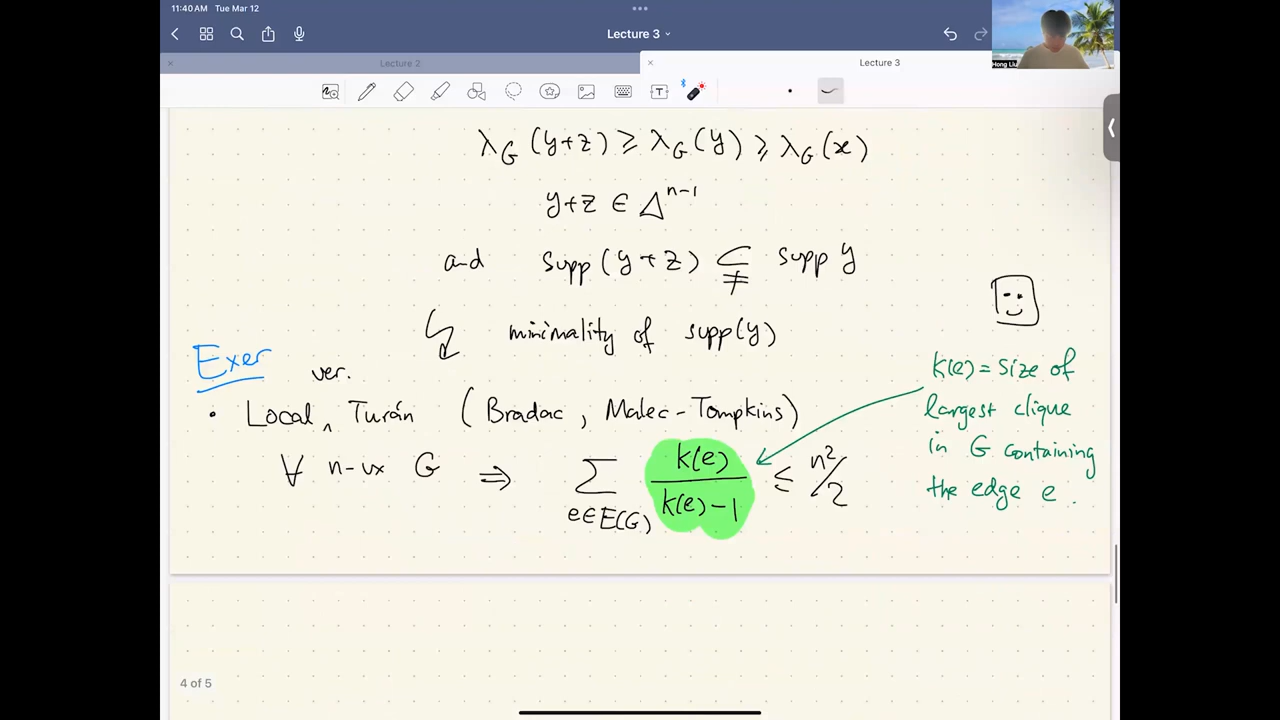 11:40 AM Tue Mar 12
Lecture 3
Hong Liu
Lecture 2
Lecture 3
λ_G (y+z) ≥ λ_G (y) ≥ λ_G (x)
y+z ∈ Δ^{n-1}
and supp (y+z) ⊊ supp y
↯ minimality of supp(y)
Exer
ver.
• Local ‸ Turán (Bradac, Malec-Tompkins)
∀ n-vx G ⇒ Σ_{e∈E(G)} k(e)/(k(e)-1) ≤ n²/2
k(e) = size of
largest clique
in G containing
the edge e.
4 of 5